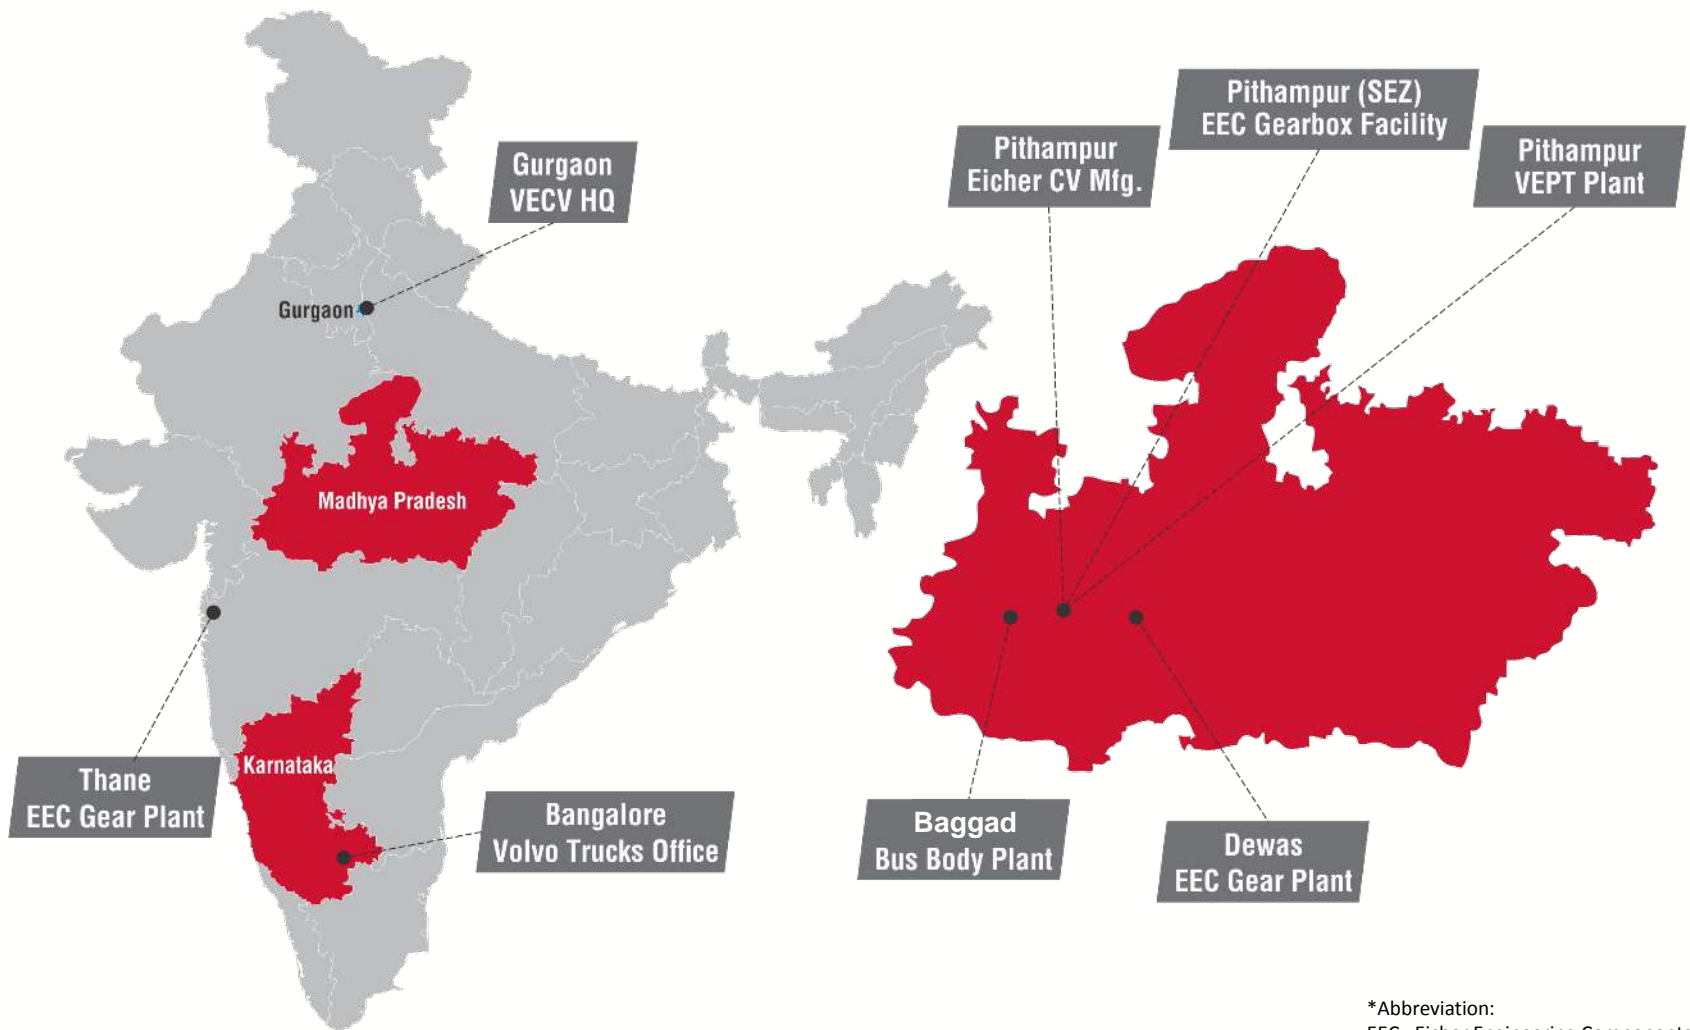 Gurgaon
VECV HQ
Gurgaon
Madhya Pradesh
Karnataka
Thane
EEC Gear Plant
Bangalore
Volvo Trucks Office
Pithampur
Eicher CV Mfg.
Pithampur (SEZ)
EEC Gearbox Facility
Pithampur
VEPT Plant
Baggad
Bus Body Plant
Dewas
EEC Gear Plant
*Abbreviation: